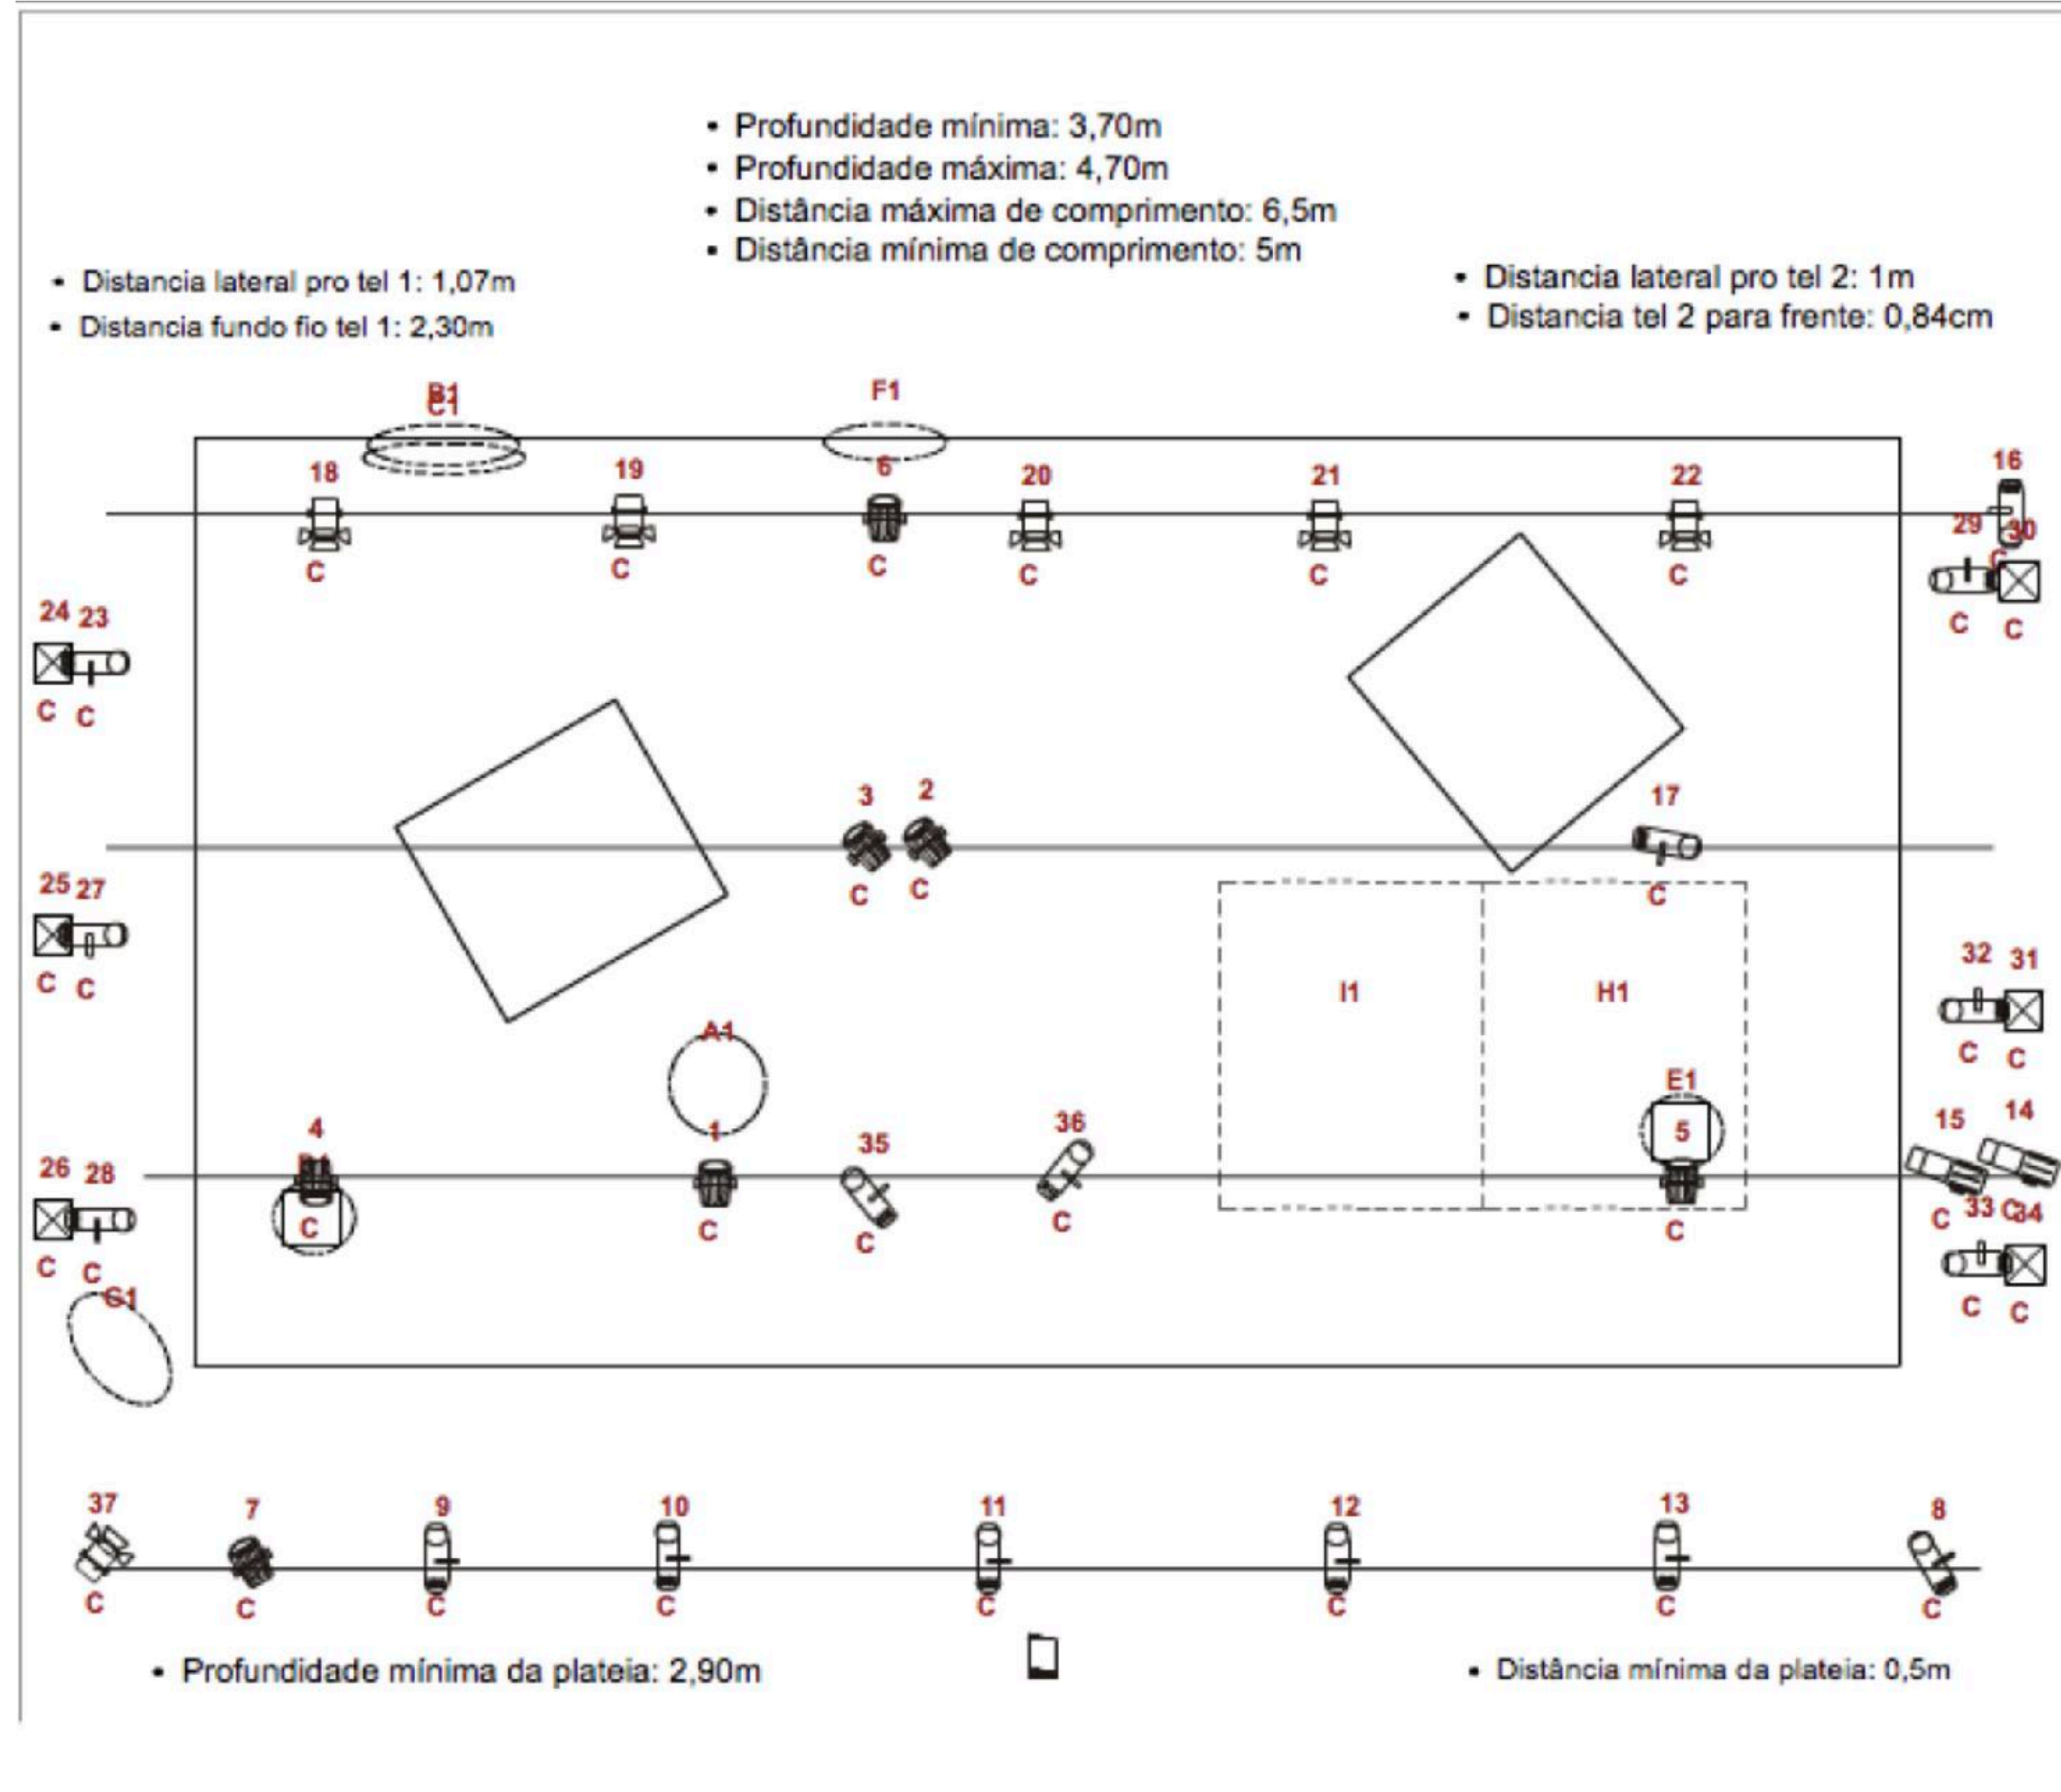 • Profundidade mínima: 3,70m
• Profundidade máxima: 4,70m
• Distância máxima de comprimento: 6,5m
• Distância mínima de comprimento: 5m
• Distancia lateral pro tel 1: 1,07m
• Distancia fundo fio tel 1: 2,30m
• Distancia lateral pro tel 2: 1m
• Distancia tel 2 para frente: 0,84cm
F1
C1
18 19 6 20 21 22 16
C C C C C C
29 30
C
C C
24 23
C C
3 2 17
C C C
25 27
C C
I1 H1
32 31
C C
A1
E1
4 1 35 36 5 15 14
C C C C C C C
26 28
C C
33 34
C C
G1
37 7 9 10 11 12 13 8
C C C C C C C C
• Profundidade mínima da plateia: 2,90m
• Distância mínima da plateia: 0,5m